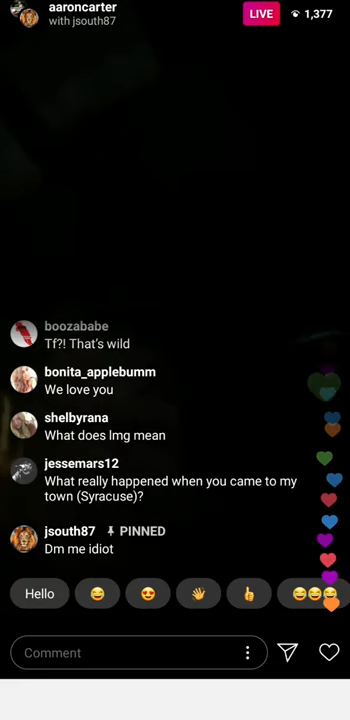 aaroncarter
with jsouth87
LIVE
1,377
boozababe
Tf?! That's wild
bonita_applebumm
We love you
shelbyrana
What does lmg mean
jessemars12
What really happened when you came to my
town (Syracuse)?
jsouth87 PINNED
Dm me idiot
Hello
Comment